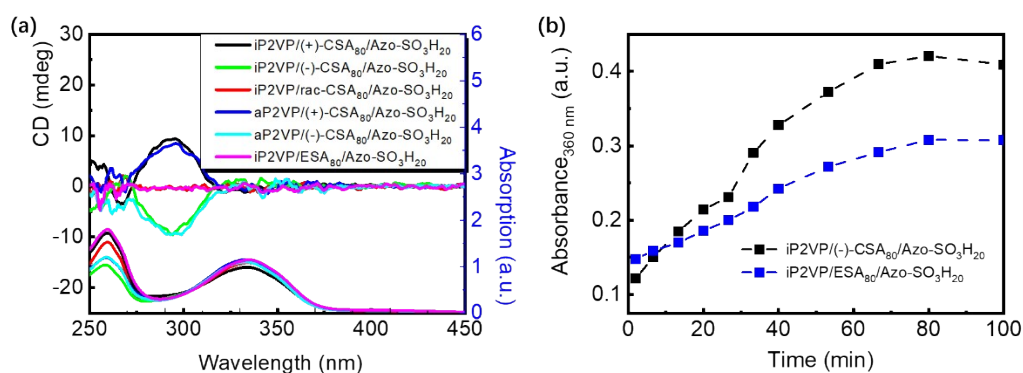 (a)
CD (mdeg)
30
20
10
0
-10
-20
iP2VP/(+)-CSA₈₀/Azo-SO₃H₂₀
iP2VP/(-)-CSA₈₀/Azo-SO₃H₂₀
iP2VP/rac-CSA₈₀/Azo-SO₃H₂₀
aP2VP/(+)-CSA₈₀/Azo-SO₃H₂₀
aP2VP/(-)-CSA₈₀/Azo-SO₃H₂₀
iP2VP/ESA₈₀/Azo-SO₃H₂₀
6
5
4
3
2
1
0
Absorption (a.u.)
250 300 350 400 450
Wavelength (nm)
(b)
Absorbance₃₆₀ ₙₘ (a.u.)
0.4
0.3
0.2
0.1
iP2VP/(-)-CSA₈₀/Azo-SO₃H₂₀
iP2VP/ESA₈₀/Azo-SO₃H₂₀
0 20 40 60 80 100
Time (min)